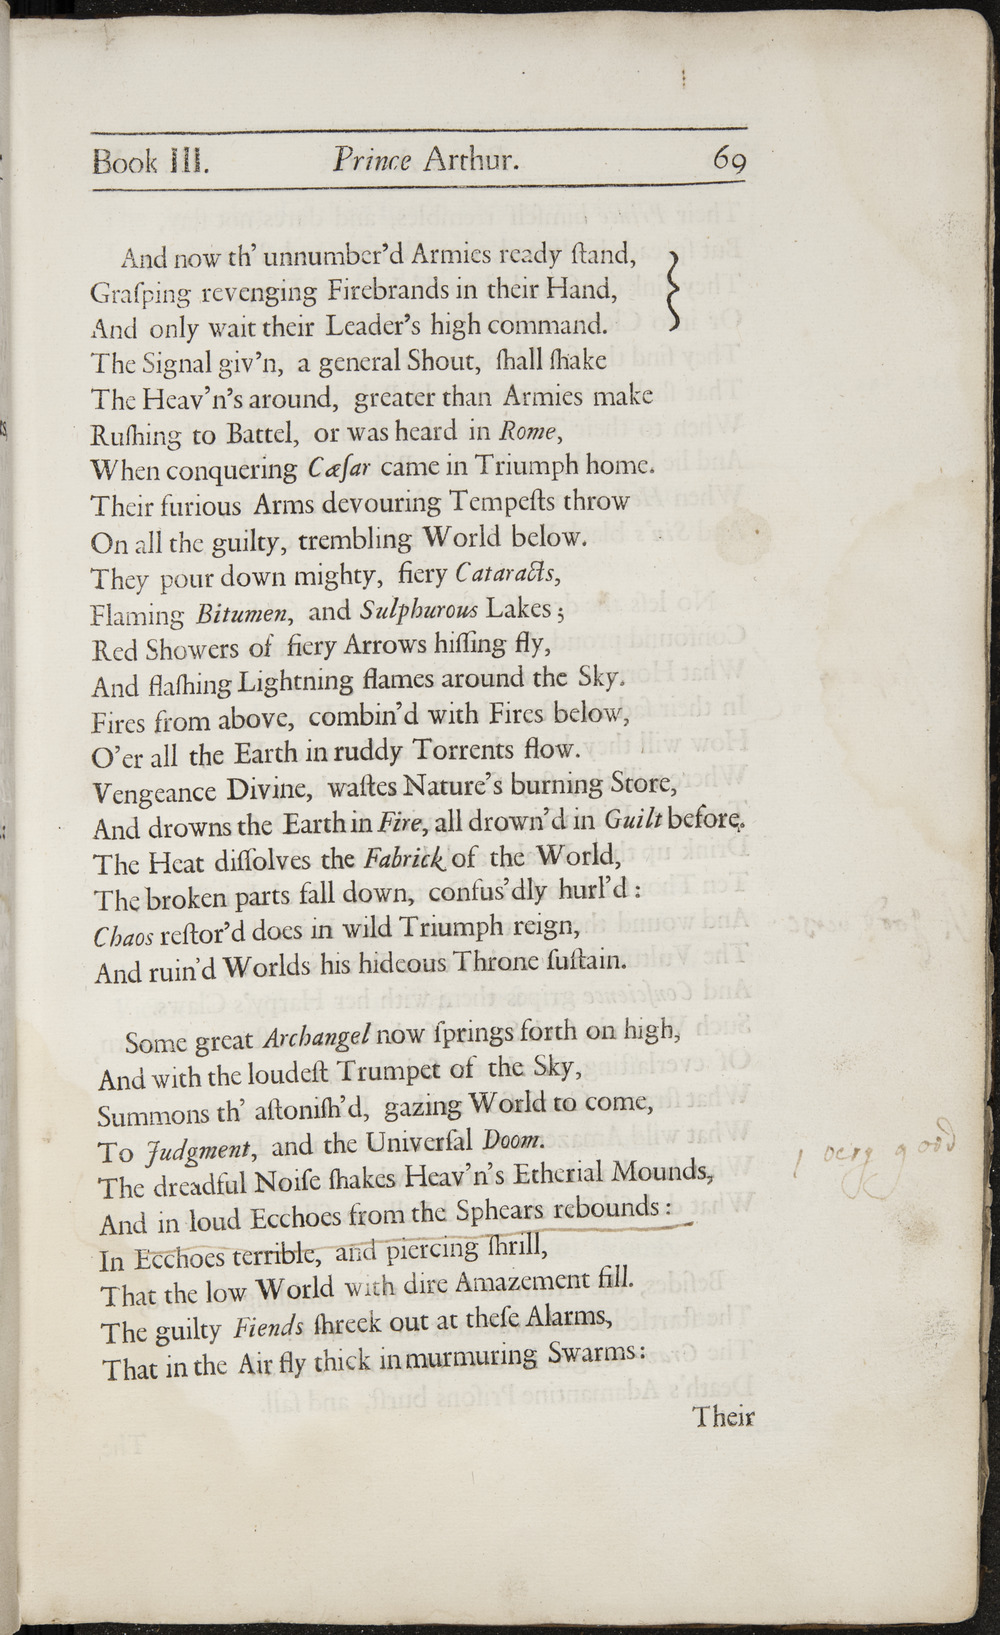 Book III. Prince Arthur. 69
And now th' unnumber'd Armies ready ſtand,
Graſping revenging Firebrands in their Hand,
And only wait their Leader's high command.
The Signal giv'n, a general Shout, ſhall ſhake
The Heav'n's around, greater than Armies make
Ruſhing to Battel, or was heard in Rome,
When conquering Cæſar came in Triumph home.
Their furious Arms devouring Tempeſts throw
On all the guilty, trembling World below.
They pour down mighty, fiery Cataracts,
Flaming Bitumen, and Sulphurous Lakes;
Red Showers of fiery Arrows hiſſing fly,
And flaſhing Lightning flames around the Sky.
Fires from above, combin'd with Fires below,
O'er all the Earth in ruddy Torrents flow.
Vengeance Divine, waſtes Nature's burning Store,
And drowns the Earth in Fire, all drown'd in Guilt before.
The Heat diſſolves the Fabrick of the World,
The broken parts fall down, confus'dly hurl'd:
Chaos reſtor'd does in wild Triumph reign,
And ruin'd Worlds his hideous Throne ſuſtain.
Some great Archangel now ſprings forth on high,
And with the loudeſt Trumpet of the Sky,
Summons th' aſtoniſh'd, gazing World to come,
To Judgment, and the Univerſal Doom.
very good
The dreadful Noiſe ſhakes Heav'n's Etherial Mounds,
And in loud Ecchoes from the Sphears rebounds:
In Ecchoes terrible, and piercing ſhrill,
That the low World with dire Amazement fill.
The guilty Fiends ſhreek out at theſe Alarms,
That in the Air fly thick in murmuring Swarms:
Their